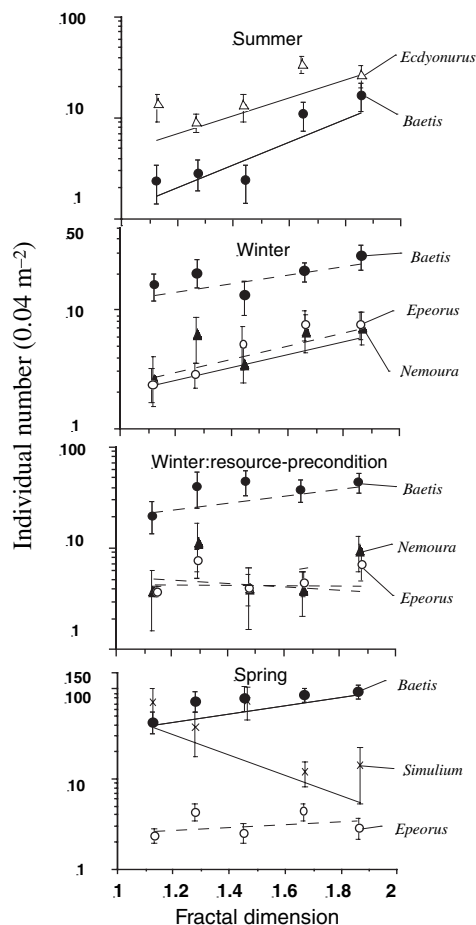 Individual number (0.04 m⁻²)
.100
.10
.1
Summer
Ecdyonurus
Baetis
50
.10
.1
Winter
Baetis
Epeorus
Nemoura
.100
.10
.1
Winter:resource-precondition
Baetis
Nemoura
Epeorus
150
.100
.10
.1
Spring
Baetis
Simulium
Epeorus
.1 1.2 1.4 1.6 1.8 2
Fractal dimension